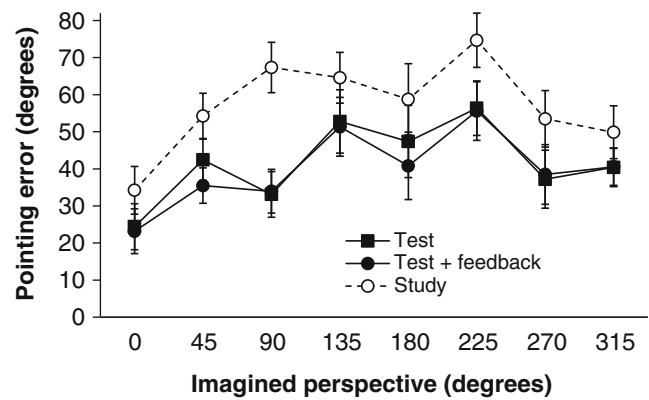 80
70
60
50
40
30
20
10
0
Pointing error (degrees)
Test
Test + feedback
Study
0 45 90 135 180 225 270 315
Imagined perspective (degrees)